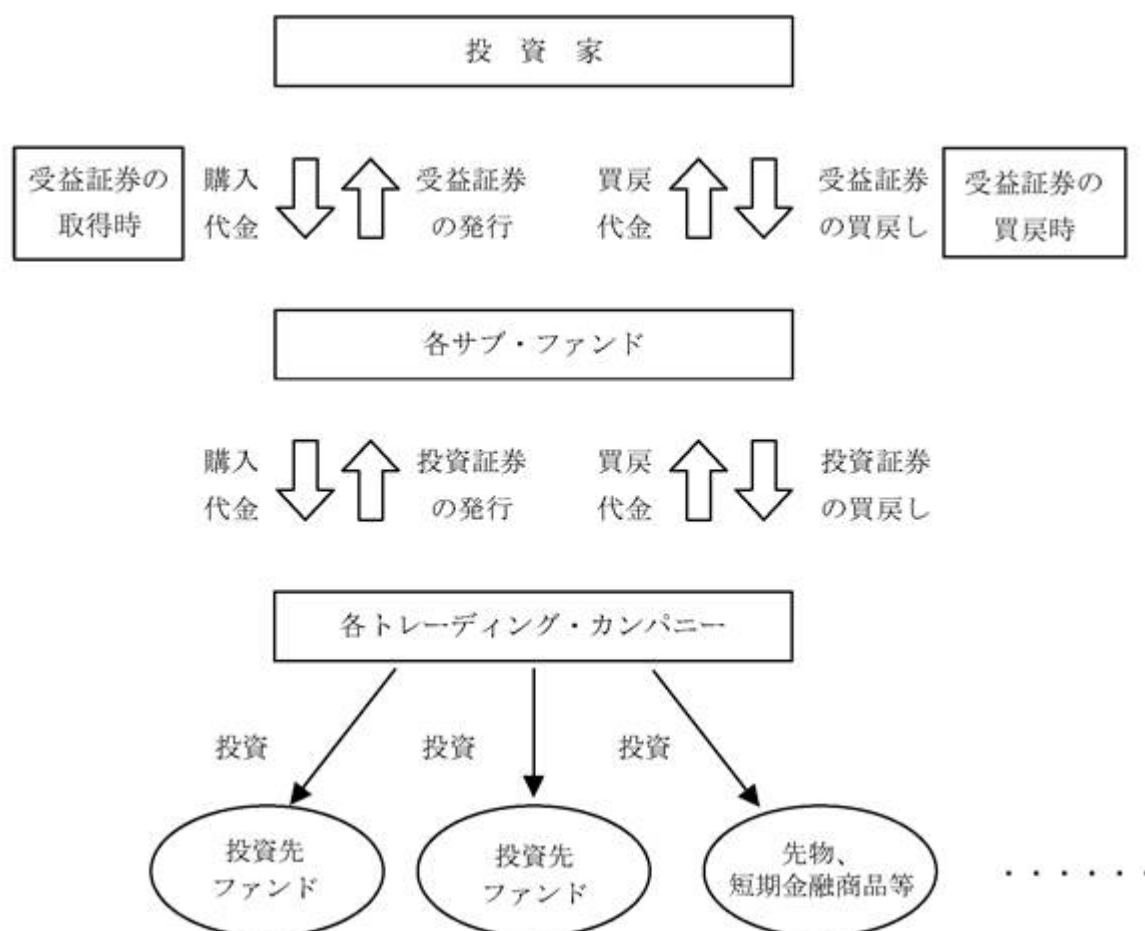 投 資 家
受益証券の
取得時
購入
代金
受益証券
の発行
買戻
代金
受益証券
の買戻し
受益証券の
買戻時
各サブ・ファンド
購入
代金
投資証券
の発行
買戻
代金
投資証券
の買戻し
各トレーディング・カンパニー
投資
投資
投資
投資先
ファンド
投資先
ファンド
先物、
短期金融商品等
・・・・・・